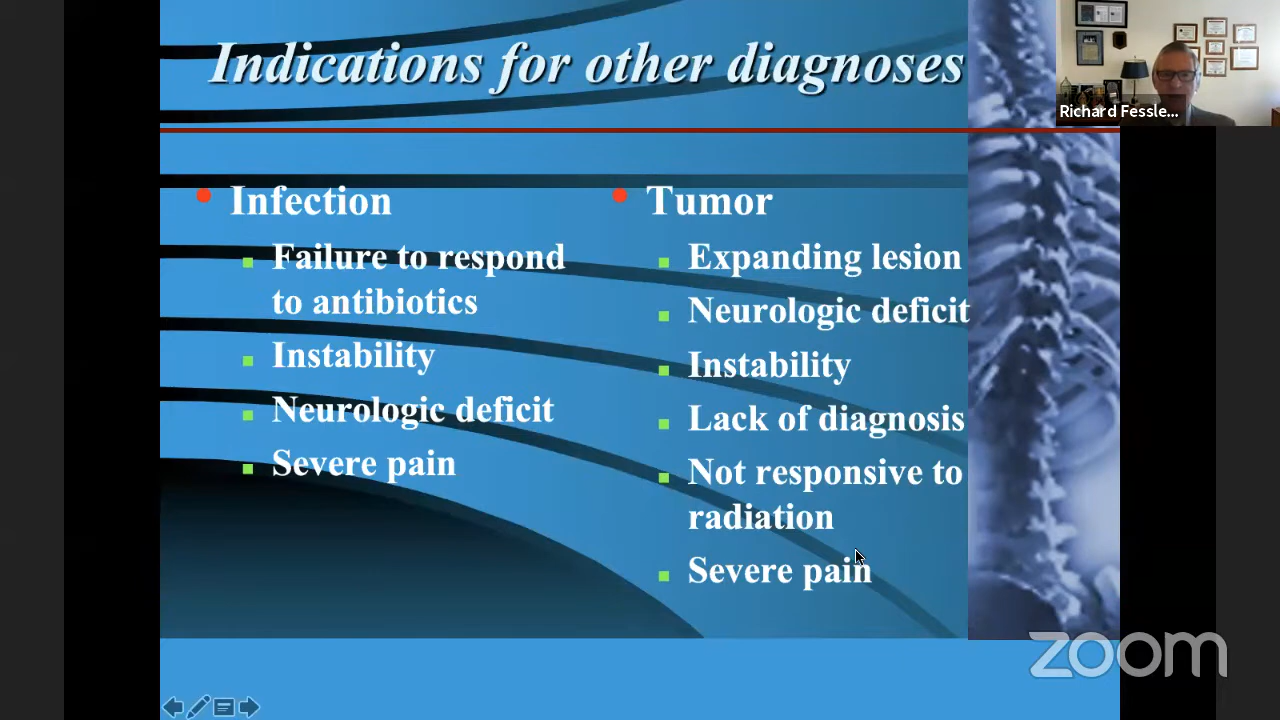 Indications for other diagnoses
Richard Fessle...
Infection
Failure to respond
to antibiotics
Instability
Neurologic deficit
Severe pain
Tumor
Expanding lesion
Neurologic deficit
Instability
Lack of diagnosis
Not responsive to
radiation
Severe pain
zoom